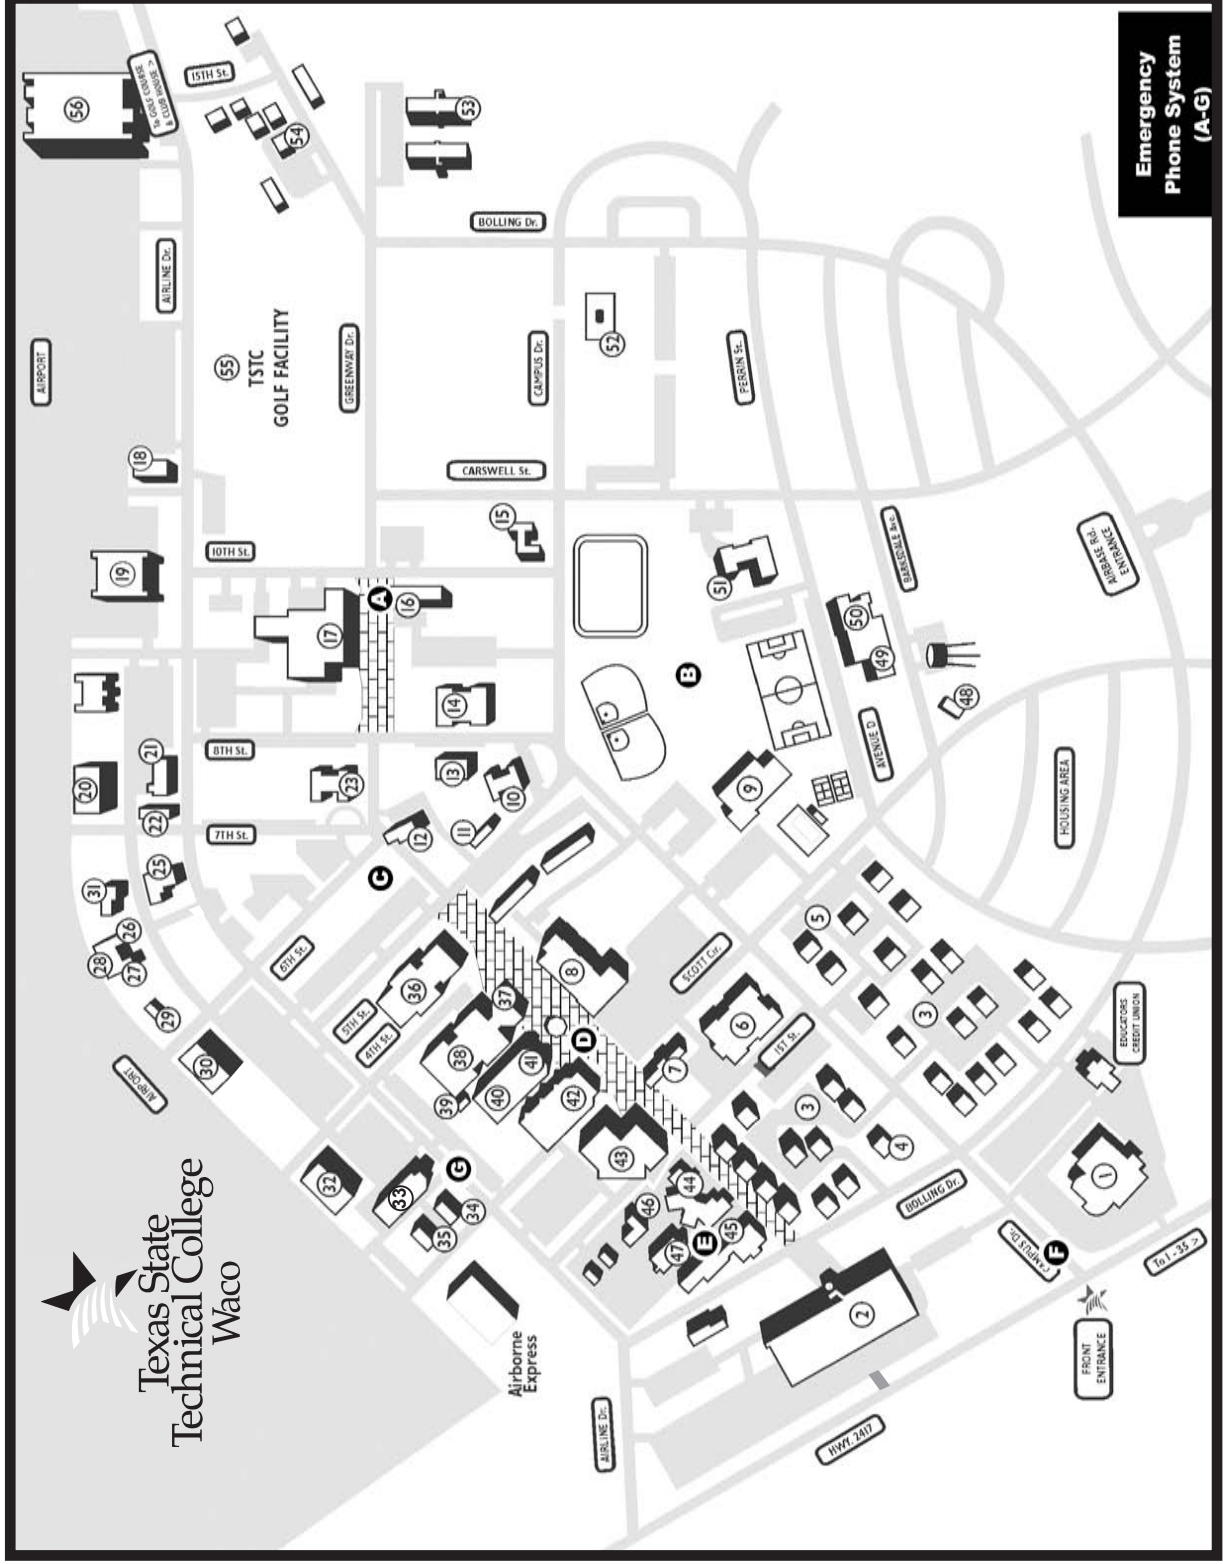 Texas State
Technical College
Waco
Emergency
Phone System
(A-G)
AIRPORT
AIRLINE Dr.
To GOLF COURSE
& CLUB HOUSE >
15TH St.
56
54
53
BOLLING Dr.
55
TSTC
GOLF FACILITY
GREENWAY Dr.
CAMPUS Dr.
52
PERRIN St.
CARSWELL St.
18
19
10TH St.
15
A
16
17
14
51
BARKSDALE Ave.
AIRBASE Rd.
ENTRANCE
50
49
48
B
AVENUE D
HOUSING AREA
9
8TH St.
7TH St.
20
21
22
23
13
10
11
12
C
31
25
26
28
27
29
30
6TH St.
5TH St.
4TH St.
36
37
38
39
40
41
42
D
8
SCOTT Cir.
6
7
1ST St.
5
3
3
4
EDUCATORS
CREDIT UNION
1
AIRPORT
32
33
G
34
35
43
44
45
46
47
E
BOLLING Dr.
CAMPUS Dr.
F
To I - 35 >
FRONT
ENTRANCE
2
HWY. 2417
AIRLINE Dr.
Airborne
Express